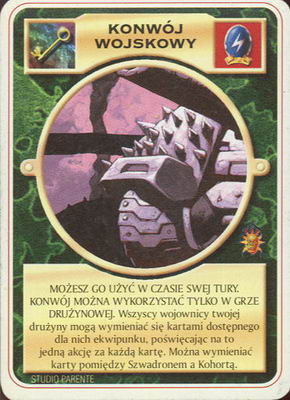 KONWÓJ
WOJSKOWY
MOŻESZ GO UŻYĆ W CZASIE SWEJ TURY.
KONWÓJ MOŻNA WYKORZYSTAĆ TYLKO W GRZE
DRUŻYNOWEJ. Wszyscy wojownicy twojej
drużyny mogą wymieniać się kartami dostępnego
dla nich ekwipunku, poświęcając na to
jedną akcję za każdą kartę. Można wymieniać
karty pomiędzy Szwadronem a Kohortą.
STUDIO PARENTE